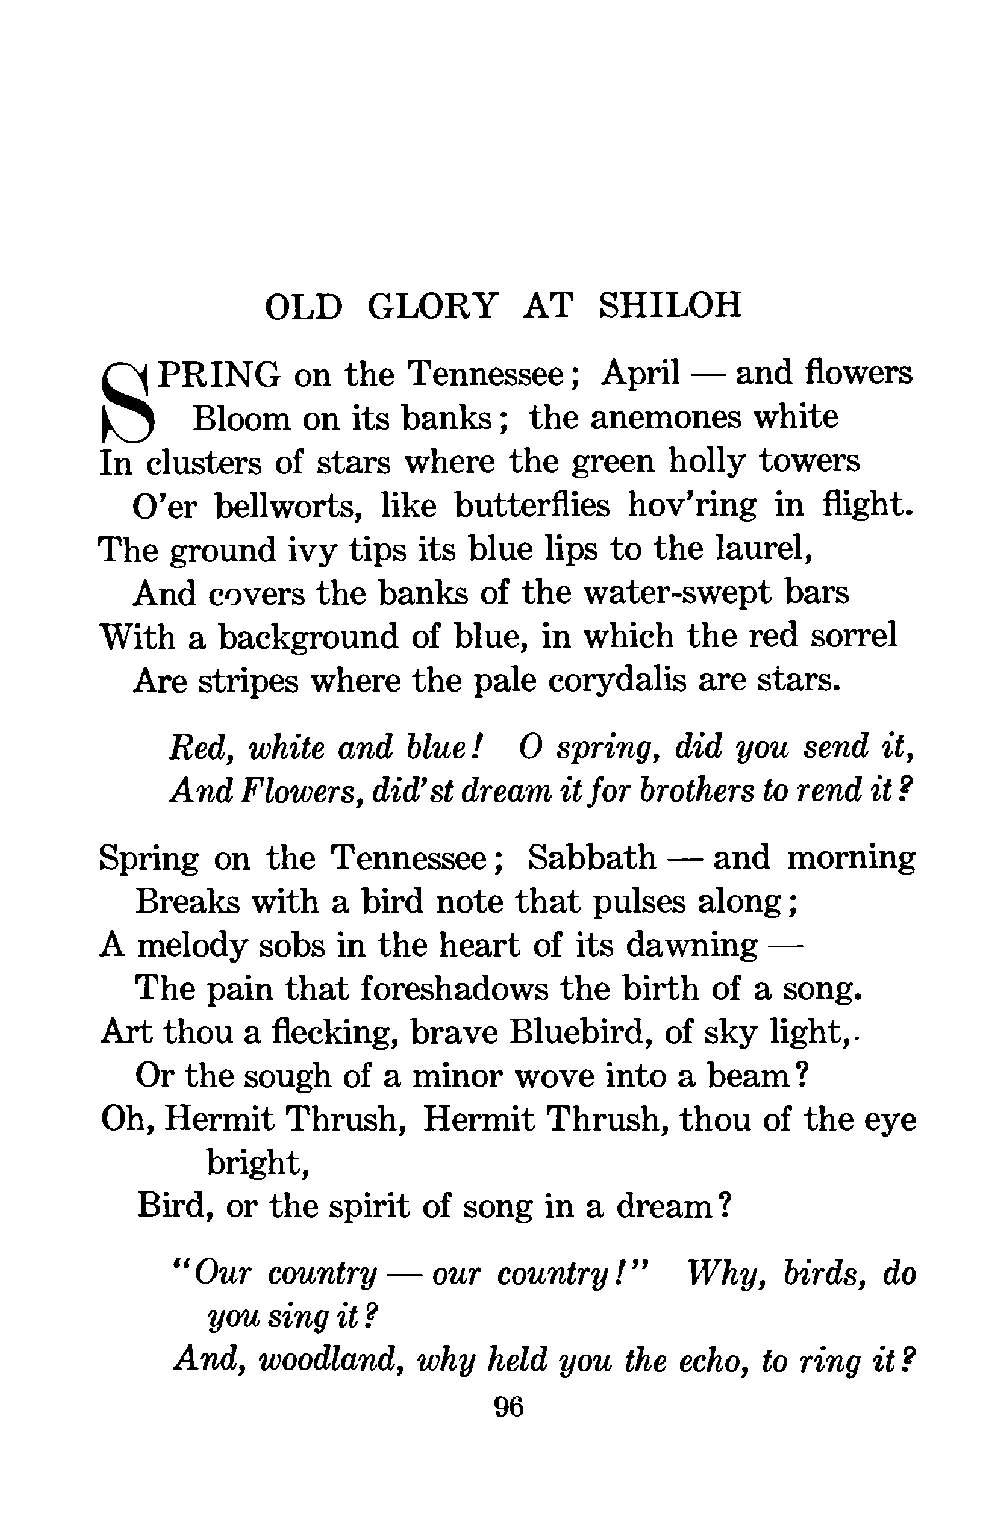 OLD GLORY AT SHILOH
SPRING on the Tennessee; April — and flowers
Bloom on its banks; the anemones white
In clusters of stars where the green holly towers
O'er bellworts, like butterflies hov'ring in flight.
The ground ivy tips its blue lips to the laurel,
And covers the banks of the water-swept bars
With a background of blue, in which the red sorrel
Are stripes where the pale corydalis are stars.
Red, white and blue! O spring, did you send it,
And Flowers, did'st dream it for brothers to rend it?
Spring on the Tennessee; Sabbath — and morning
Breaks with a bird note that pulses along;
A melody sobs in the heart of its dawning —
The pain that foreshadows the birth of a song.
Art thou a flecking, brave Bluebird, of sky light,.
Or the sough of a minor wove into a beam?
Oh, Hermit Thrush, Hermit Thrush, thou of the eye
bright,
Bird, or the spirit of song in a dream?
"Our country — our country!" Why, birds, do
you sing it?
And, woodland, why held you the echo, to ring it?
96